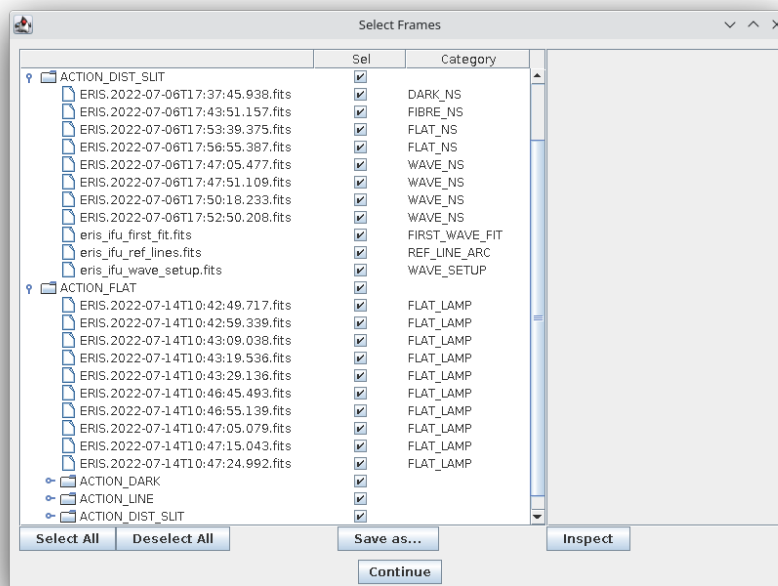 Select Frames
Sel Category
ACTION_DIST_SLIT
ERIS.2022-07-06T17:37:45.938.fits DARK_NS
ERIS.2022-07-06T17:43:51.157.fits FIBRE_NS
ERIS.2022-07-06T17:53:39.375.fits FLAT_NS
ERIS.2022-07-06T17:56:55.387.fits FLAT_NS
ERIS.2022-07-06T17:47:05.477.fits WAVE_NS
ERIS.2022-07-06T17:47:51.109.fits WAVE_NS
ERIS.2022-07-06T17:50:18.233.fits WAVE_NS
ERIS.2022-07-06T17:52:50.208.fits WAVE_NS
eris_ifu_first_fit.fits FIRST_WAVE_FIT
eris_ifu_ref_lines.fits REF_LINE_ARC
eris_ifu_wave_setup.fits WAVE_SETUP
ACTION_FLAT
ERIS.2022-07-14T10:42:49.717.fits FLAT_LAMP
ERIS.2022-07-14T10:42:59.339.fits FLAT_LAMP
ERIS.2022-07-14T10:43:09.038.fits FLAT_LAMP
ERIS.2022-07-14T10:43:19.536.fits FLAT_LAMP
ERIS.2022-07-14T10:43:29.136.fits FLAT_LAMP
ERIS.2022-07-14T10:46:45.493.fits FLAT_LAMP
ERIS.2022-07-14T10:46:55.139.fits FLAT_LAMP
ERIS.2022-07-14T10:47:05.079.fits FLAT_LAMP
ERIS.2022-07-14T10:47:15.043.fits FLAT_LAMP
ERIS.2022-07-14T10:47:24.992.fits FLAT_LAMP
ACTION_DARK
ACTION_LINE
ACTION_DIST_SLIT
Select All Deselect All Save as... Inspect
Continue